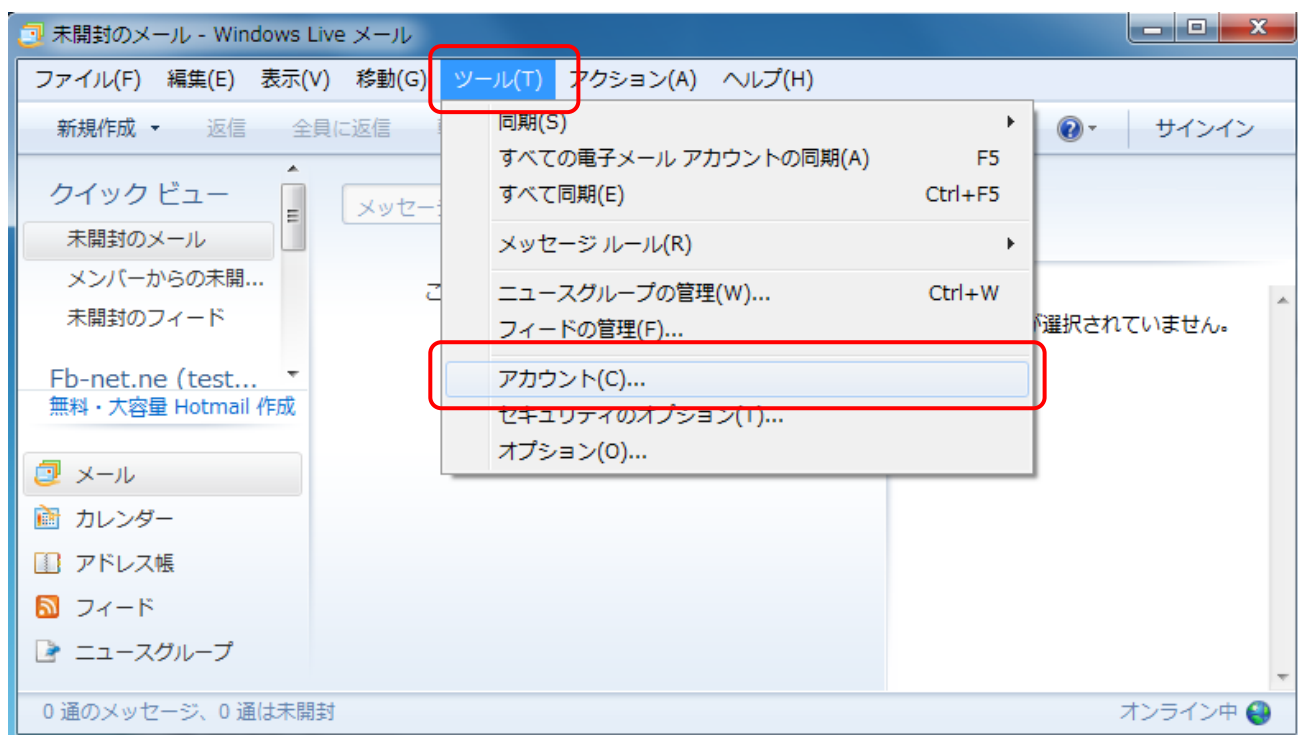 未開封のメール - Windows Live メール
ファイル(F) 編集(E) 表示(V) 移動(G) ツール(T) アクション(A) ヘルプ(H)
新規作成 返信 全員に返信 サインイン
同期(S)
すべての電子メール アカウントの同期(A) F5
すべて同期(E) Ctrl+F5
メッセージ ルール(R)
ニュースグループの管理(W)... Ctrl+W
フィードの管理(F)...
アカウント(C)...
セキュリティのオプション(T)...
オプション(O)...
クイック ビュー
未開封のメール
メンバーからの未開...
未開封のフィード
Fb-net.ne (test...
無料・大容量 Hotmail 作成
メール
カレンダー
アドレス帳
フィード
ニュースグループ
メッセー
こ
が選択されていません。
0 通のメッセージ、0 通は未開封
オンライン中